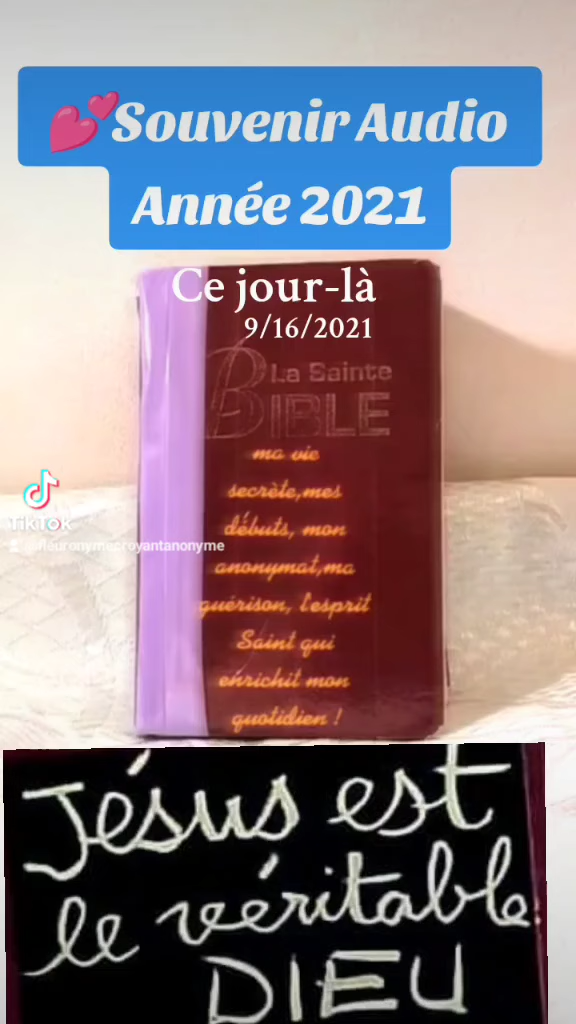 💕Souvenir Audio
Année 2021
Ce jour-là
9/16/2021
La Sainte
BIBLE
ma vie
secrète,mes
débuts, mon
anonymat,ma
guérison, l'esprit
Saint qui
enrichit mon
quotidien !
TikTok
Jésus est
le véritable
DIEU